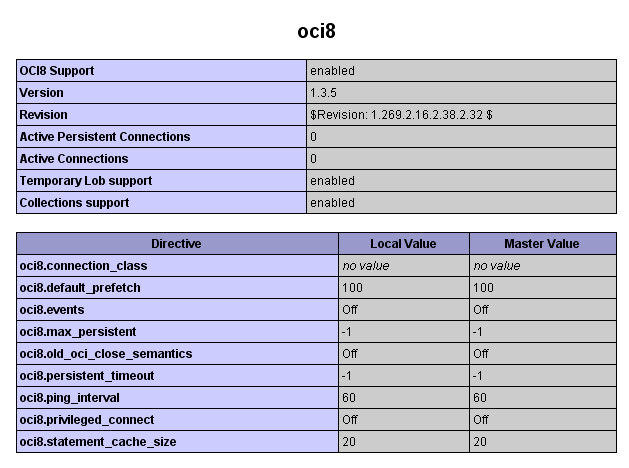 oci8
OCI8 Support enabled
Version 1.3.5
Revision $Revision: 1.269.2.16.2.38.2.32 $
Active Persistent Connections 0
Active Connections 0
Temporary Lob support enabled
Collections support enabled
Directive Local Value Master Value
oci8.connection_class no value no value
oci8.default_prefetch 100 100
oci8.events Off Off
oci8.max_persistent -1 -1
oci8.old_oci_close_semantics Off Off
oci8.persistent_timeout -1 -1
oci8.ping_interval 60 60
oci8.privileged_connect Off Off
oci8.statement_cache_size 20 20